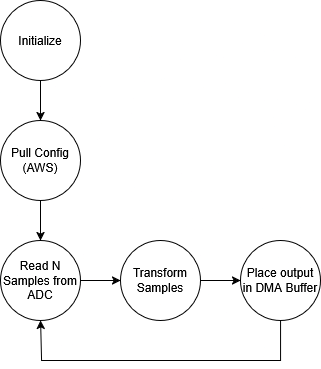 Initialize
Pull Config
(AWS)
Read N
Samples from
ADC
Transform
Samples
Place output
in DMA Buffer